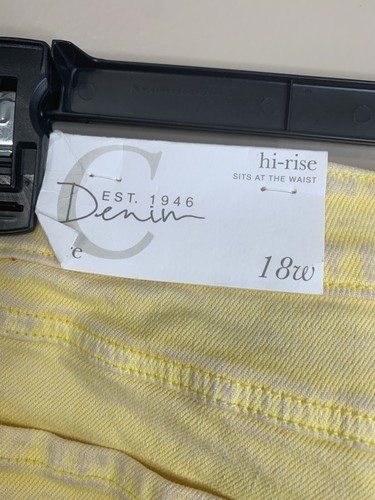 hi-rise
SITS AT THE WAIST
C
EST. 1946
Denim
e
18w